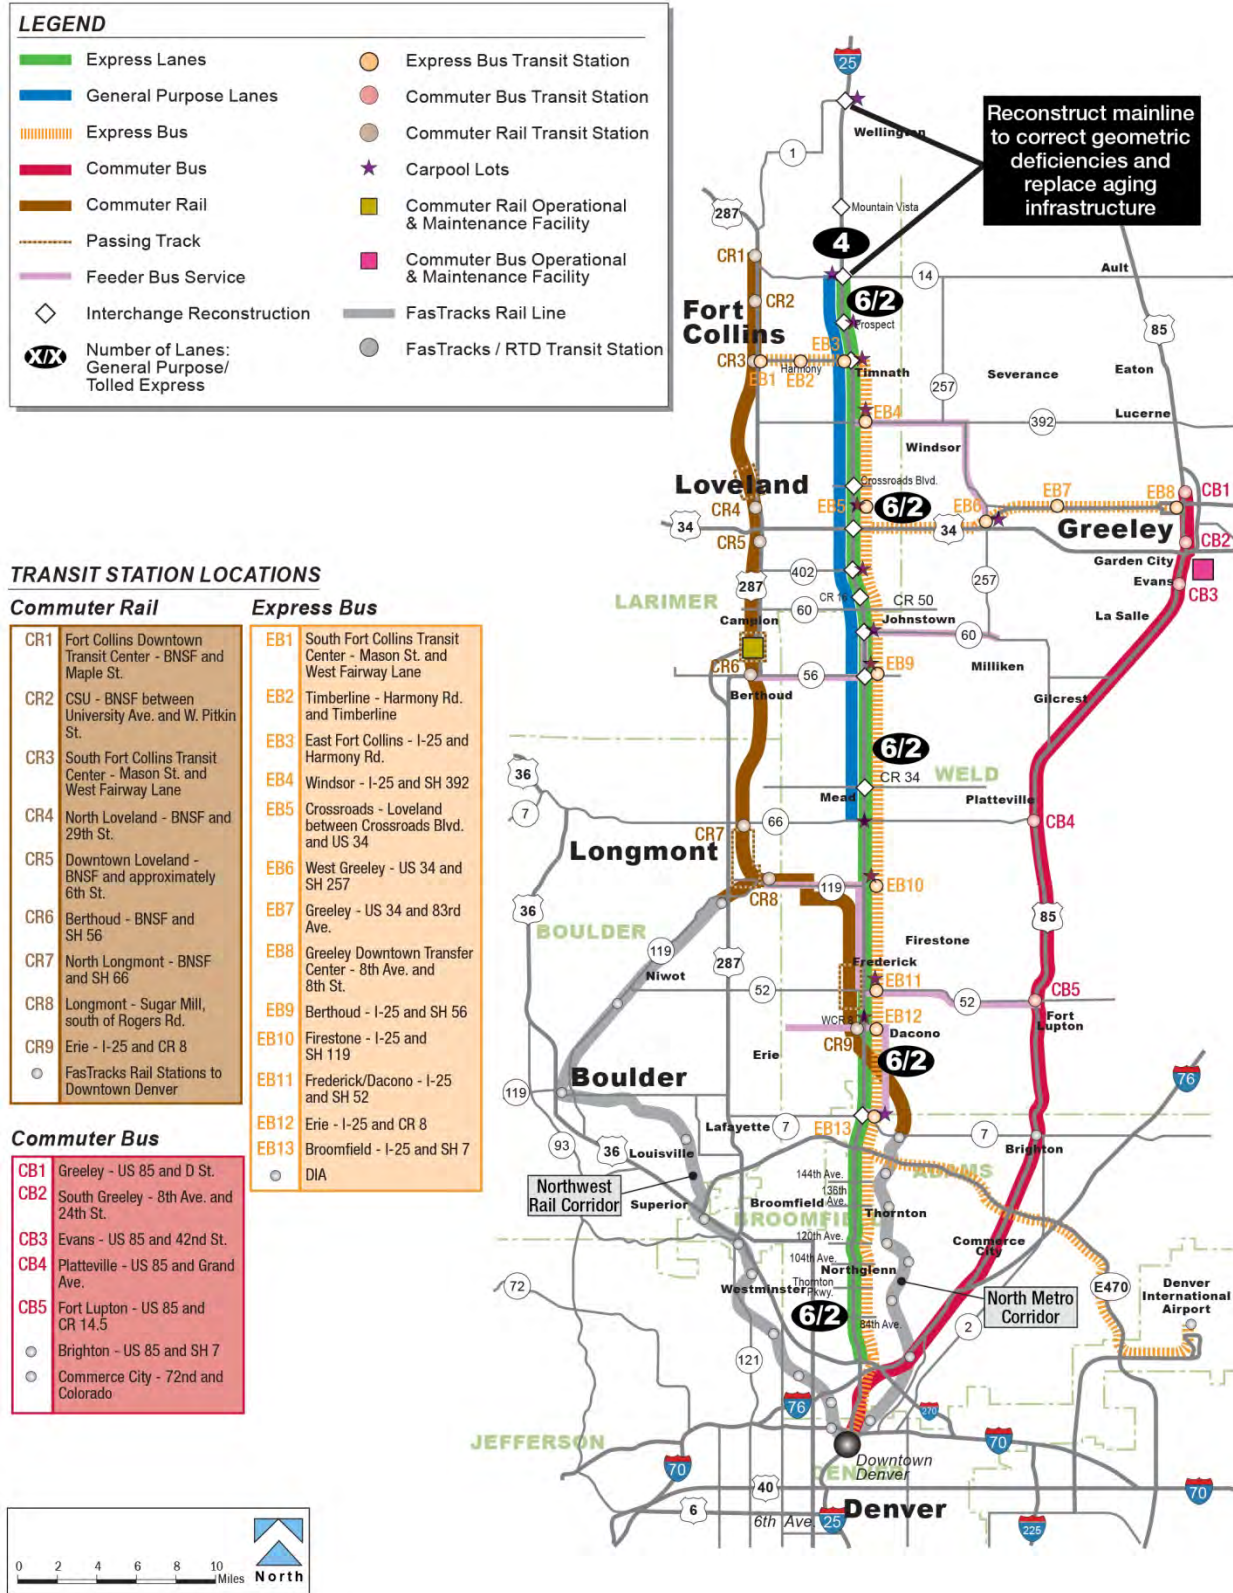 LEGEND
Express Lanes
General Purpose Lanes
Express Bus
Commuter Bus
Commuter Rail
Passing Track
Feeder Bus Service
Interchange Reconstruction
X/X
Number of Lanes:
General Purpose/
Tolled Express
Express Bus Transit Station
Commuter Bus Transit Station
Commuter Rail Transit Station
Carpool Lots
Commuter Rail Operational
& Maintenance Facility
Commuter Bus Operational
& Maintenance Facility
FasTracks Rail Line
FasTracks / RTD Transit Station
TRANSIT STATION LOCATIONS
Commuter Rail
CR1 Fort Collins Downtown
Transit Center - BNSF and
Maple St.
CR2 CSU - BNSF between
University Ave. and W. Pitkin
St.
CR3 South Fort Collins Transit
Center - Mason St. and
West Fairway Lane
CR4 North Loveland - BNSF and
29th St.
CR5 Downtown Loveland -
BNSF and approximately
6th St.
CR6 Berthoud - BNSF and
SH 56
CR7 North Longmont - BNSF
and SH 66
CR8 Longmont - Sugar Mill,
south of Rogers Rd.
CR9 Erie - I-25 and CR 8
FasTracks Rail Stations to
Downtown Denver
Commuter Bus
CB1 Greeley - US 85 and D St.
CB2 South Greeley - 8th Ave. and
24th St.
CB3 Evans - US 85 and 42nd St.
CB4 Platteville - US 85 and Grand
Ave.
CB5 Fort Lupton - US 85 and
CR 14.5
Brighton - US 85 and SH 7
Commerce City - 72nd and
Colorado
Express Bus
EB1 South Fort Collins Transit
Center - Mason St. and
West Fairway Lane
EB2 Timberline - Harmony Rd.
and Timberline
EB3 East Fort Collins - I-25 and
Harmony Rd.
EB4 Windsor - I-25 and SH 392
EB5 Crossroads - Loveland
between Crossroads Blvd.
and US 34
EB6 West Greeley - US 34 and
SH 257
EB7 Greeley - US 34 and 83rd
Ave.
EB8 Greeley Downtown Transfer
Center - 8th Ave. and
8th St.
EB9 Berthoud - I-25 and SH 56
EB10 Firestone - I-25 and
SH 119
EB11 Frederick/Dacono - I-25
and SH 52
EB12 Erie - I-25 and CR 8
EB13 Broomfield - I-25 and SH 7
DIA
0 2 4 6 8 10
Miles
North
25
Reconstruct mainline
to correct geometric
deficiencies and
replace aging
infrastructure
Wellington
1
287
Mountain Vista
4
CR1
14
Ault
CR2
6/2
Fort
Collins
Prospect
85
EB3
CR3
EB1
EB2
Harmony
Timnath
Severance
Eaton
257
EB4
392
Lucerne
Windsor
Loveland
Crossroads Blvd.
CR4
EB5
6/2
EB6
EB7
EB8
CB1
34
34
Greeley
CR5
CB2
Garden City
402
257
Evans
CB3
287
CR 16
LARIMER
60
CR 50
La Salle
Campion
Johnstown
60
CR6
56
EB9
Milliken
Berthoud
Gilcrest
6/2
36
WELD
CR 34
Mead
Platteville
7
CR7
66
CB4
Longmont
CR8
119
EB10
36
85
BOULDER
119
287
Firestone
Niwot
Frederick
EB11
52
52
CB5
Fort
Lupton
WCR 8
EB12
Dacono
CR9
Erie
6/2
Boulder
76
119
Lafayette
7
EB13
7
Brighton
93
36
Louisville
144th Ave.
ADAMS
Northwest
Rail Corridor
136th
Ave.
Superior
Broomfield
Thornton
BROOMFIELD
120th Ave.
Commerce
City
104th Ave.
Northglenn
72
Westminster
Thornton
Pkwy.
North Metro
Corridor
E470
Denver
International
Airport
6/2
84th Ave.
2
121
76
270
JEFFERSON
70
70
Downtown
Denver
DENVER
40
70
6
6th Ave.
25
Denver
225